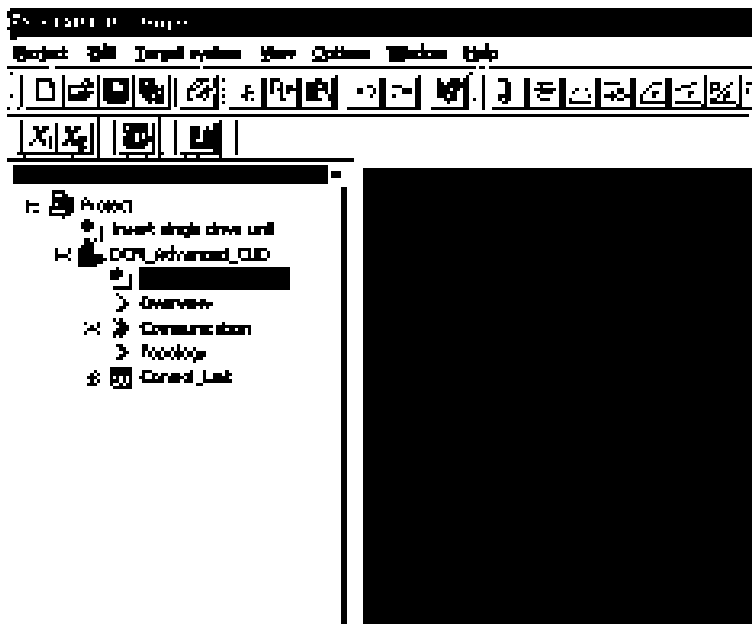 Project Edit Target system View Options Window Help
Project
Insert single drive unit
DCM_Advanced_CUD
Overview
Communication
Topology
Control_Unit